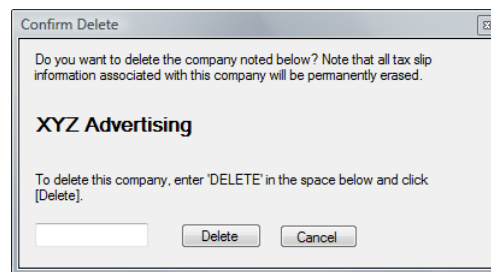 Confirm Delete
Do you want to delete the company noted below? Note that all tax slip
information associated with this company will be permanently erased.
XYZ Advertising
To delete this company, enter 'DELETE' in the space below and click
[Delete].
Delete Cancel